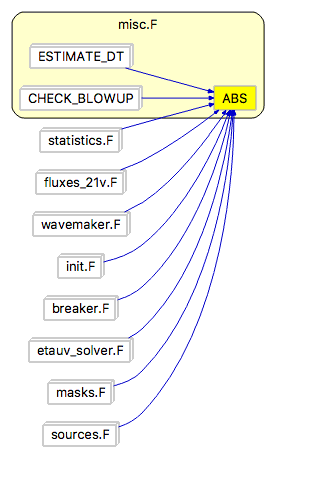 misc.F
ESTIMATE_DT
CHECK_BLOWUP
ABS
statistics.F
fluxes_21v.F
wavemaker.F
init.F
breaker.F
etauv_solver.F
masks.F
sources.F